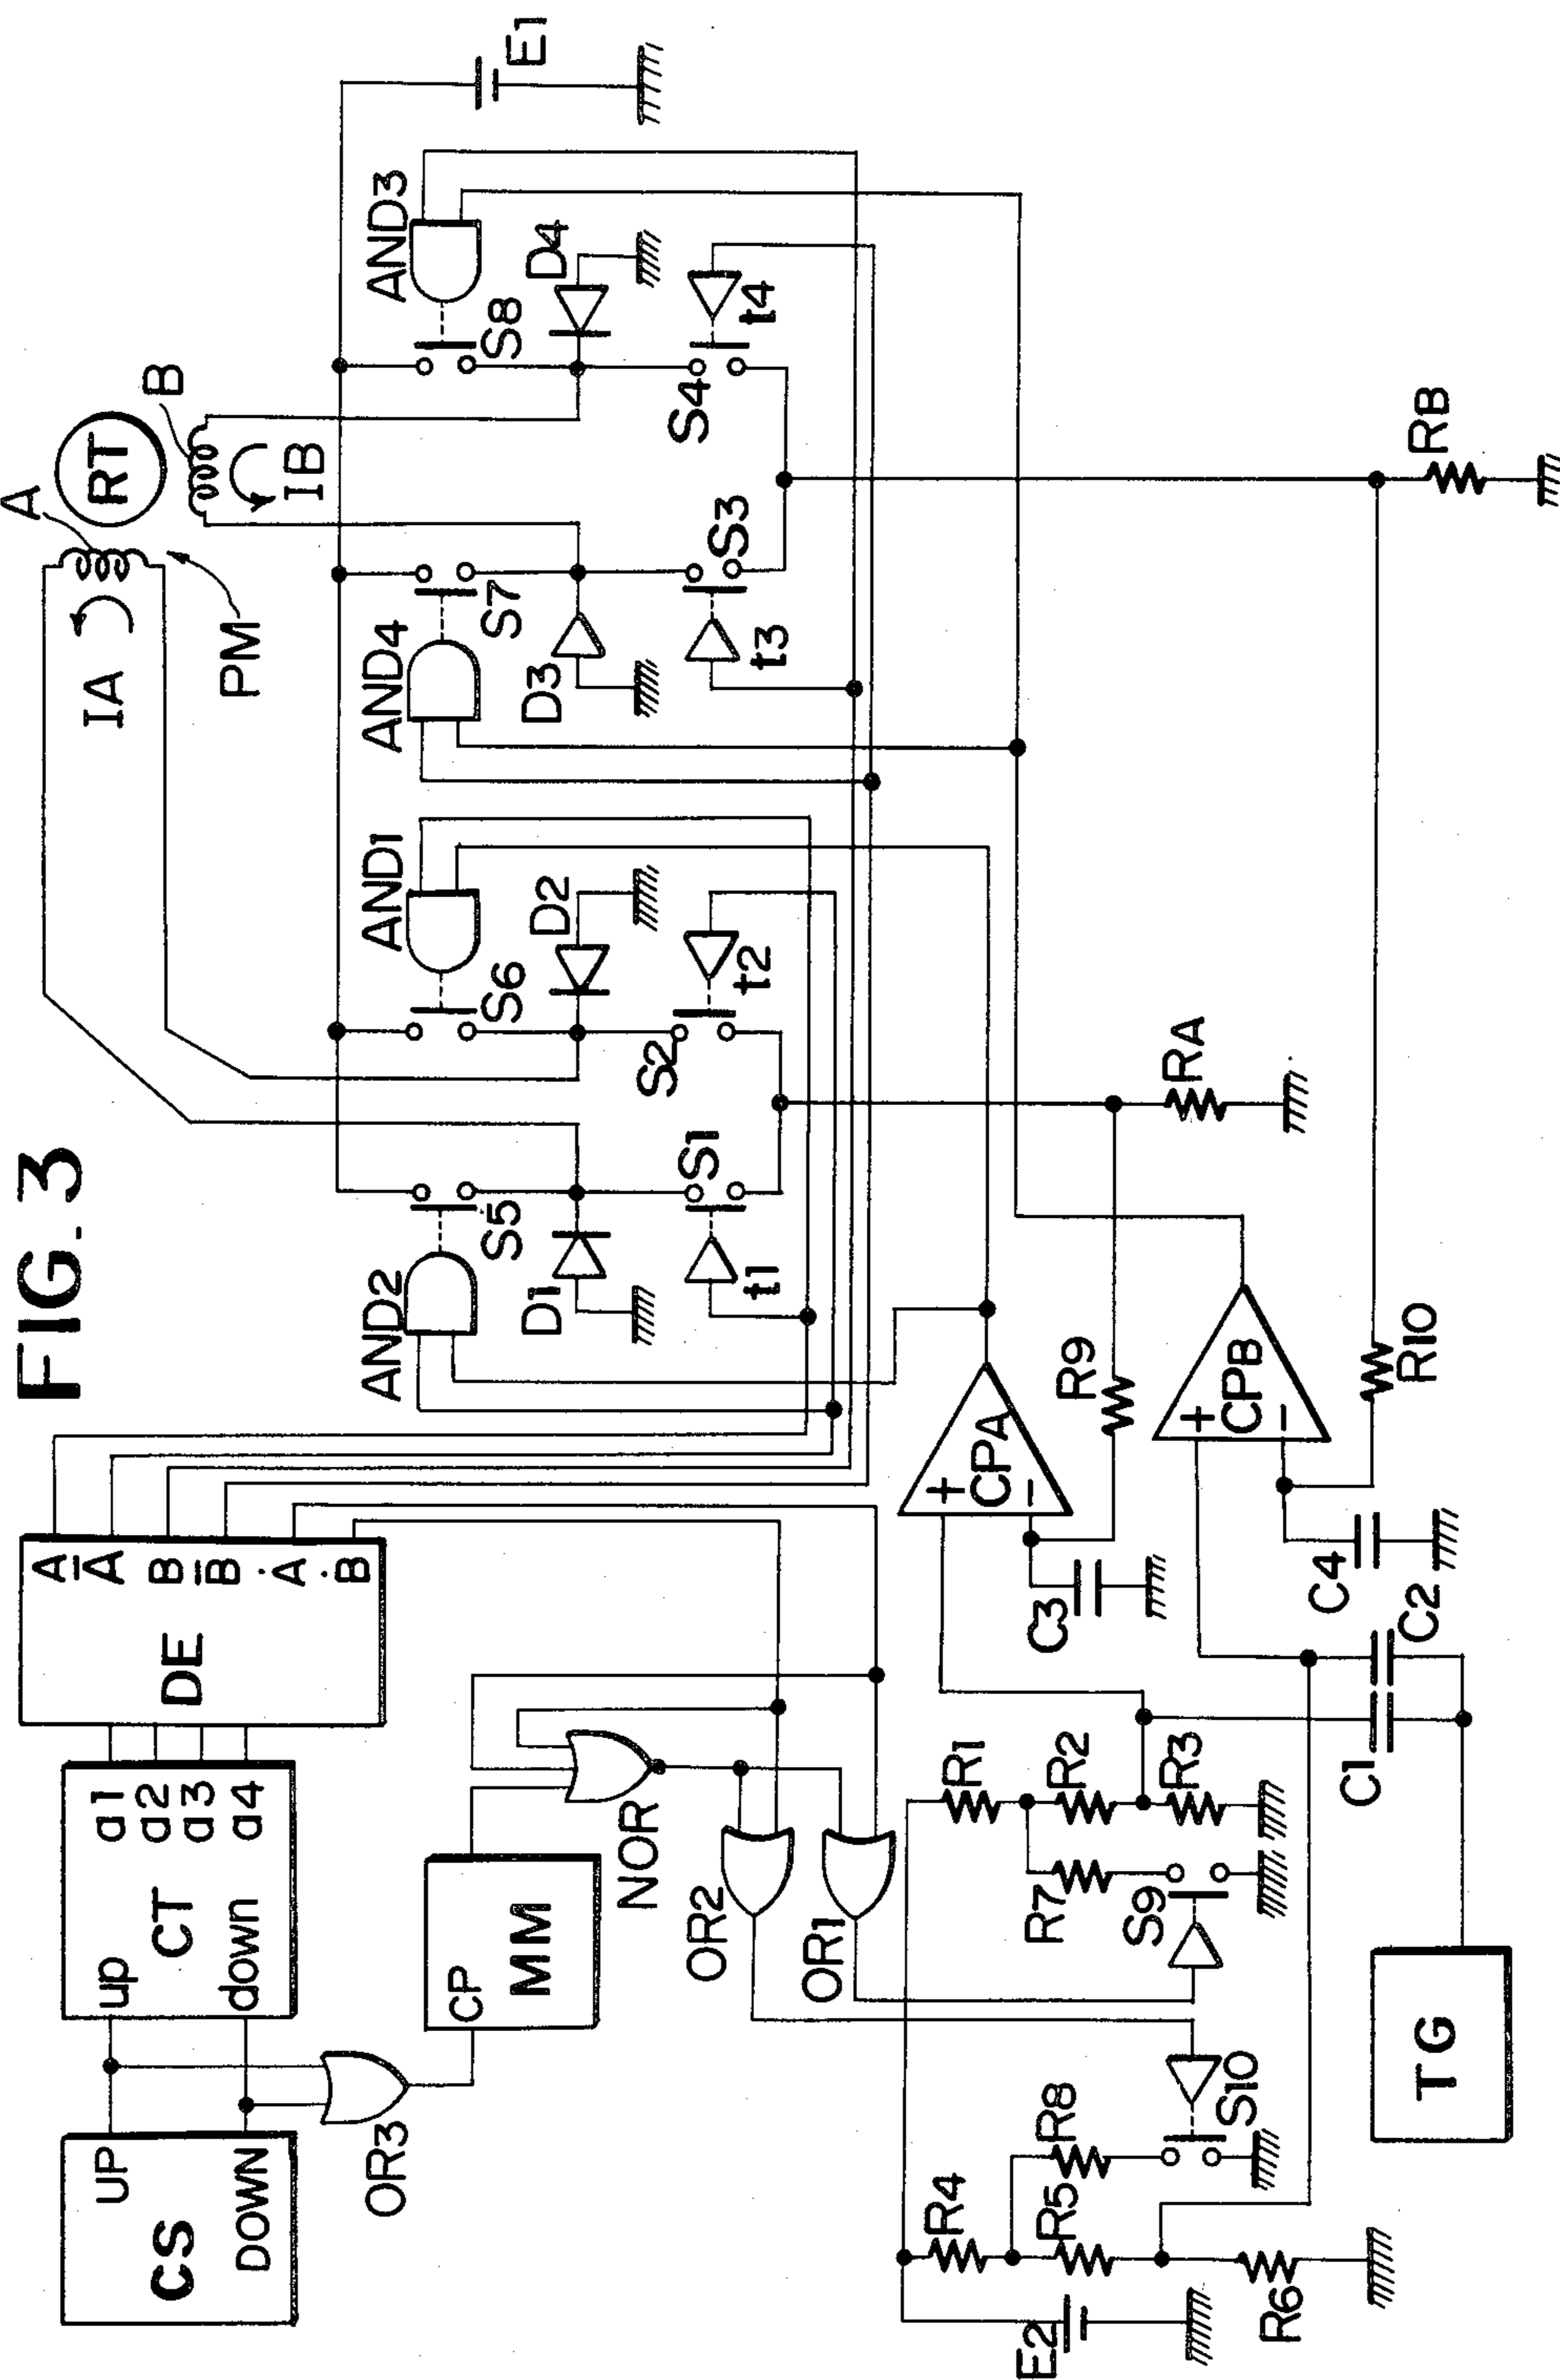 FIG. 3
CS
UP
DOWN
OR3
up
down
CT
a1
a2
a3
a4
DE
A
A̅
B
B̅
·A
·B
CP
MM
NOR
OR2
OR1
AND2
S5
D1
S1
t1
AND1
S6
D2
S2
t2
AND4
S7
D3
S3
t3
AND3
S8
D4
S4
t4
E1
A
RT
B
IA
IB
PM
E2
R4
R5
R6
R8
S10
R7
S9
R1
R2
R3
C1
C2
TG
+
CPA
−
C3
R9
RA
+
CPB
−
C4
R10
RB